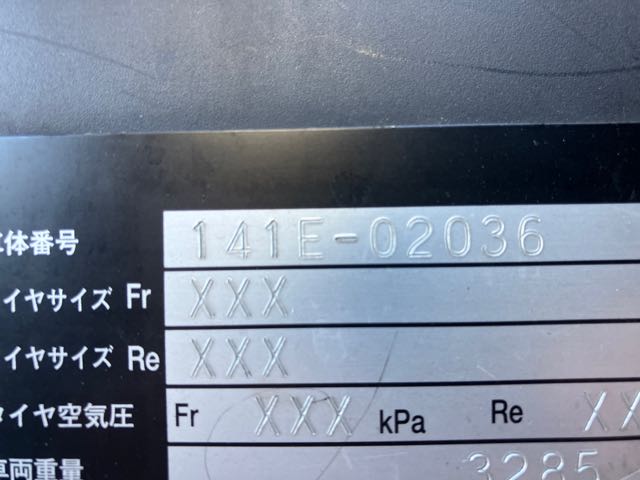 体番号 141E-02036
イヤサイズ Fr XXX
イヤサイズ Re XXX
タイヤ空気圧 Fr XXX kPa Re XX
車両重量 3285